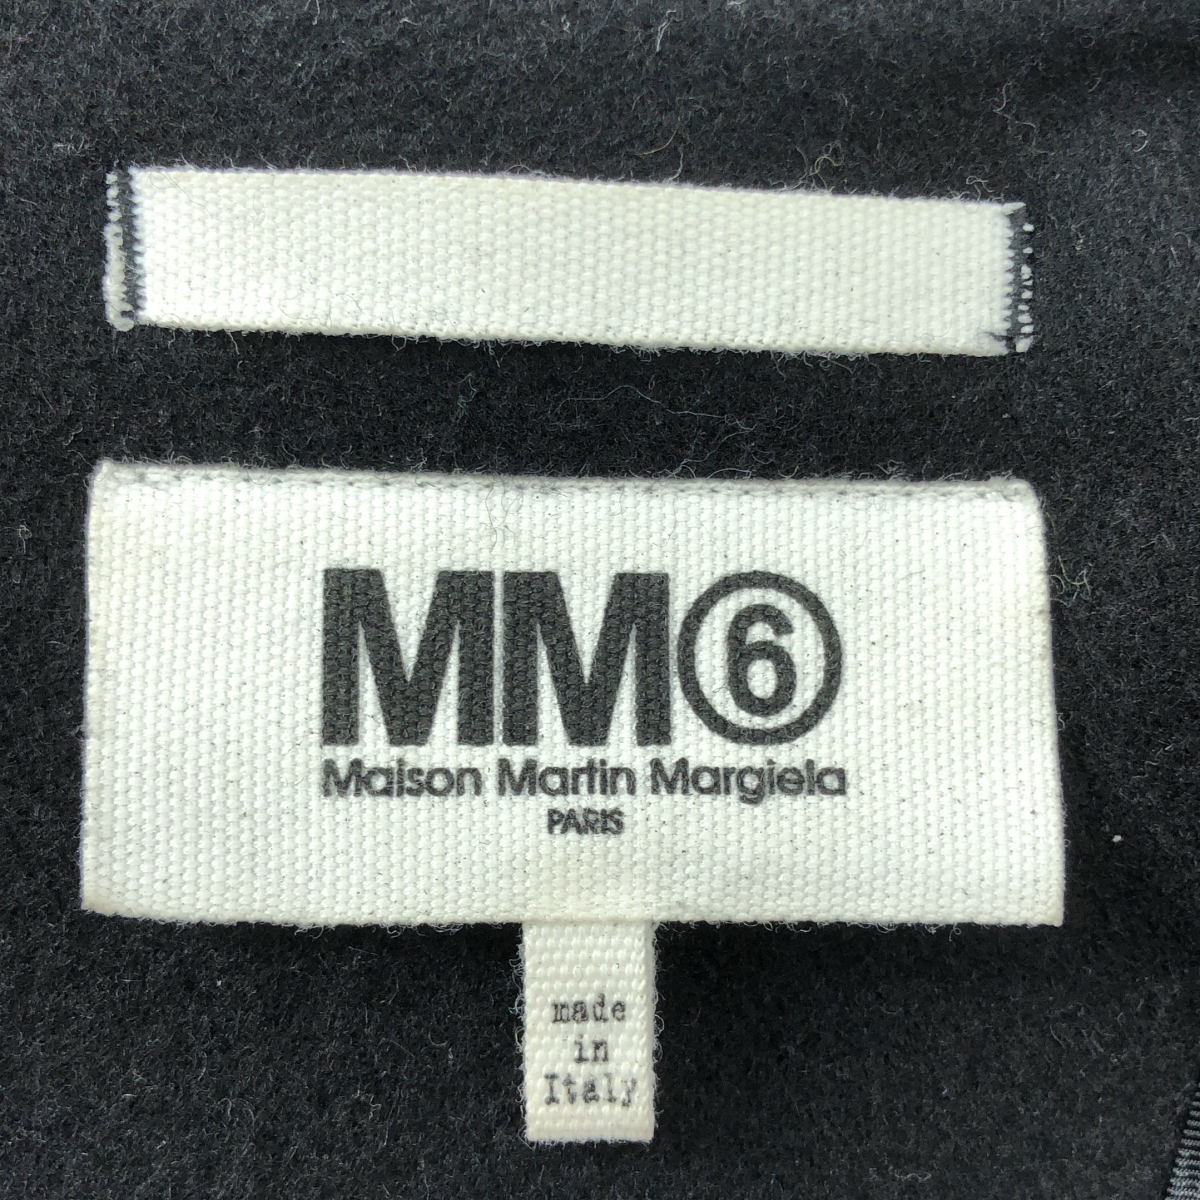 MM⑥
Maison Martin Margiela
PARIS
made
in
Italy